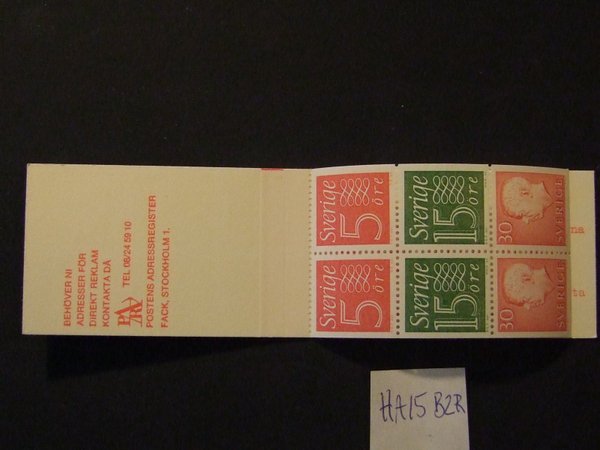 BEHÖVER NI
ADRESSER FÖR
DIREKT REKLAM
KONTAKTA DÅ
PAR TEL 08/24 59 10
POSTENS ADRESSREGISTER
FACK, STOCKHOLM 1.
Sverige
5 öre
Sverige
15 öre
30 SVERIGE
Sverige
5 öre
Sverige
15 öre
30 SVERIGE
HA15 B2R